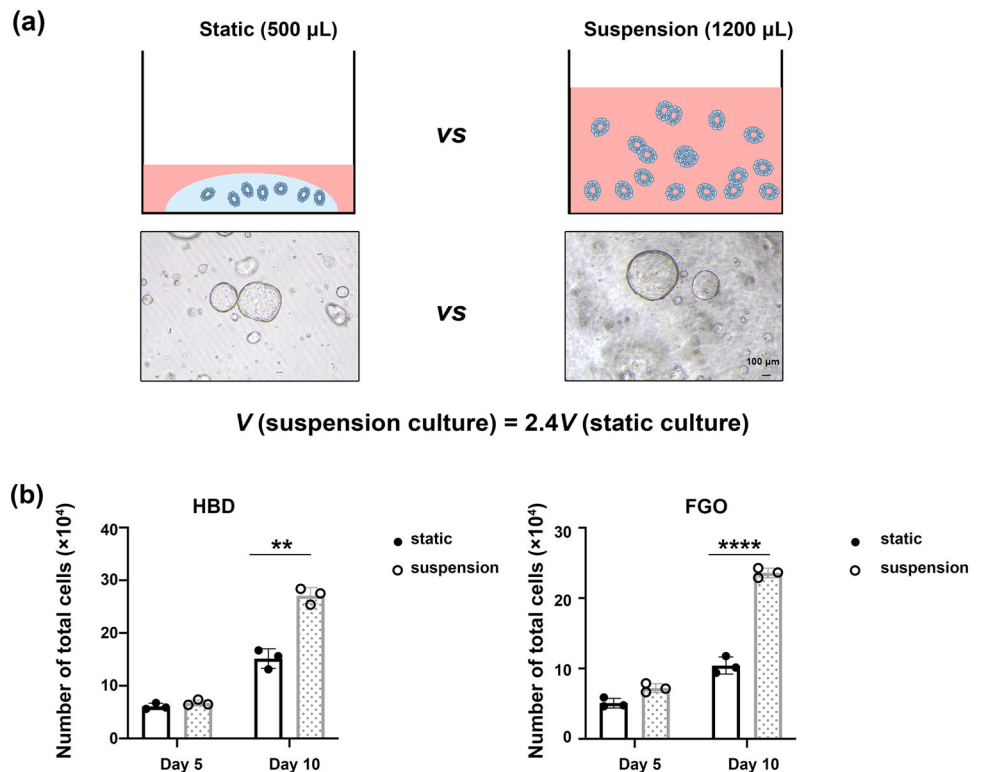 (a)
Static (500 µL)
Suspension (1200 µL)
vs
vs
100 µm
V (suspension culture) = 2.4V (static culture)
(b)
HBD
Number of total cells (×10⁴)
40
30
20
10
0
**
Day 5
Day 10
static
suspension
FGO
Number of total cells (×10⁴)
30
20
10
0
****
Day 5
Day 10
static
suspension